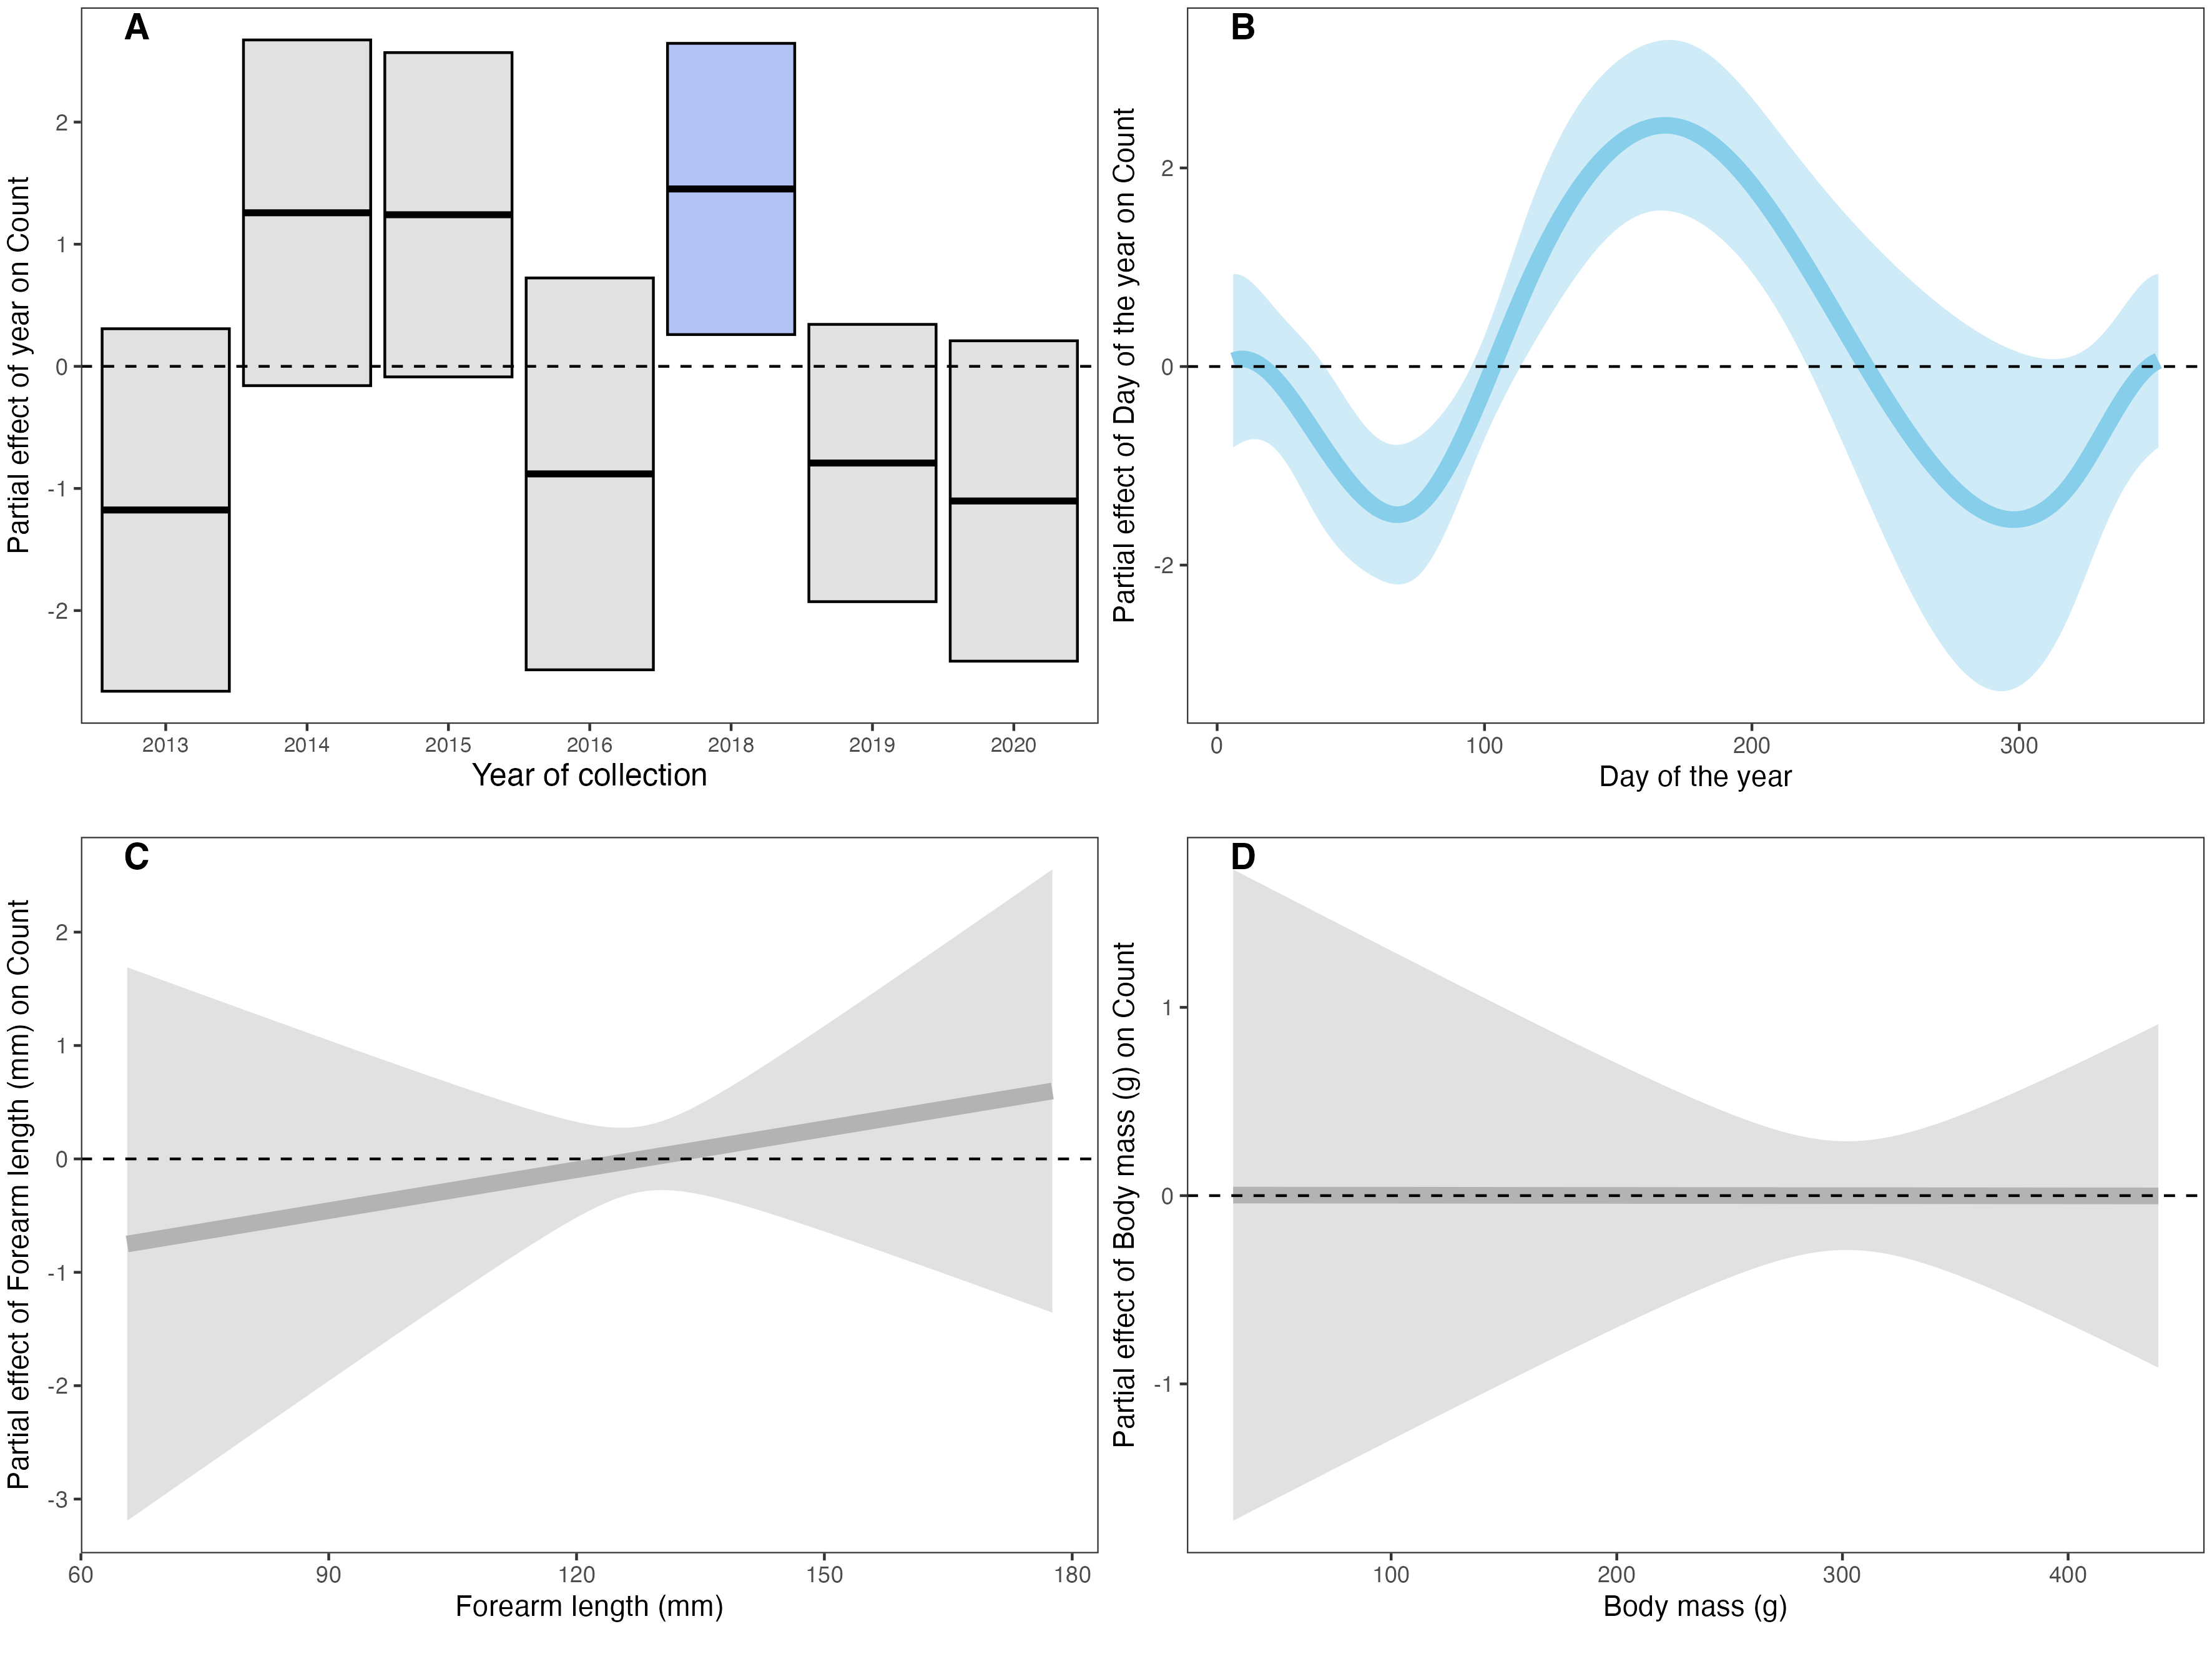 A
Partial effect of year on Count
2
1
0
-1
-2
2013 2014 2015 2016 2018 2019 2020
Year of collection
B
Partial effect of Day of the year on Count
2
0
-2
0 100 200 300
Day of the year
C
Partial effect of Forearm length (mm) on Count
2
1
0
-1
-2
-3
60 90 120 150 180
Forearm length (mm)
D
Partial effect of Body mass (g) on Count
1
0
-1
100 200 300 400
Body mass (g)